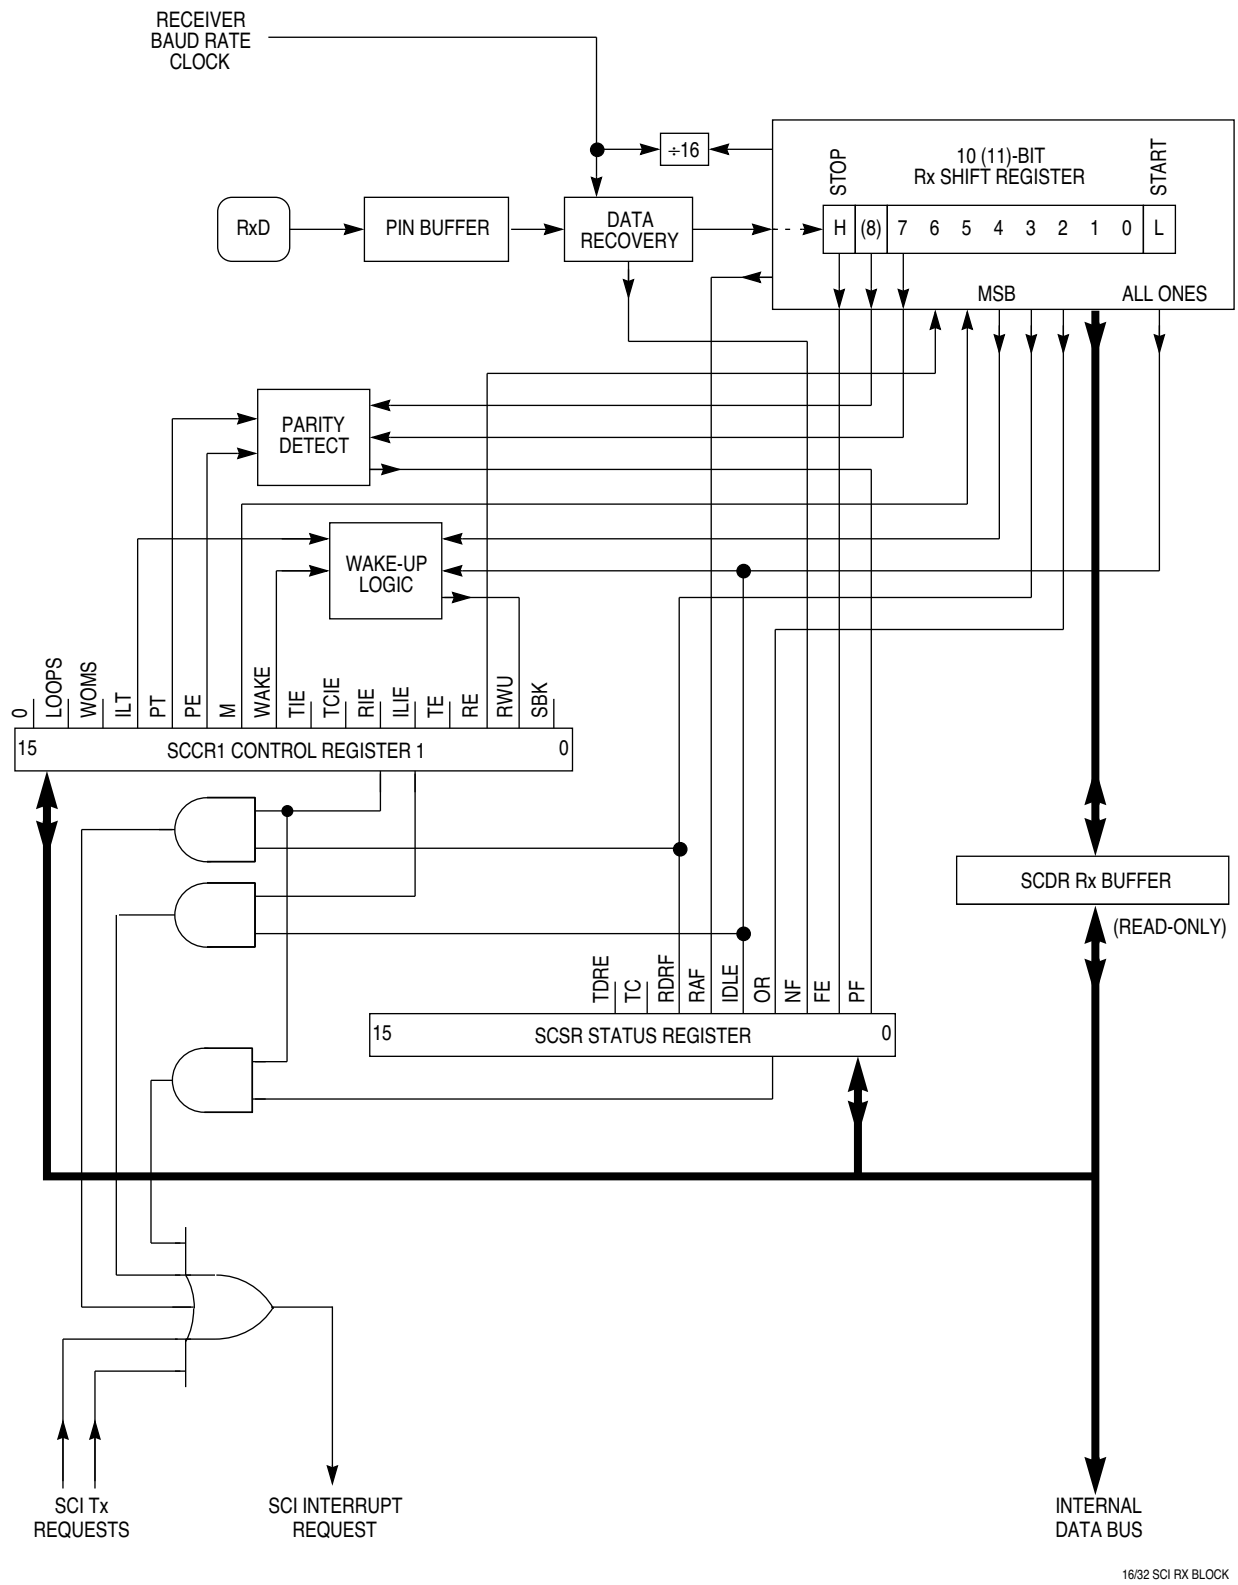 RECEIVER
BAUD RATE
CLOCK
÷16
STOP
10 (11)-BIT
Rx SHIFT REGISTER
START
RxD
PIN BUFFER
DATA
RECOVERY
H (8) 7 6 5 4 3 2 1 0 L
MSB
ALL ONES
PARITY
DETECT
WAKE-UP
LOGIC
0
LOOPS
WOMS
ILT
PT
PE
M
WAKE
TIE
TCIE
RIE
ILIE
TE
RE
RWU
SBK
15 SCCR1 CONTROL REGISTER 1 0
SCDR Rx BUFFER
(READ-ONLY)
TDRE
TC
RDRF
RAF
IDLE
OR
NF
FE
PF
15 SCSR STATUS REGISTER 0
SCI Tx
REQUESTS
SCI INTERRUPT
REQUEST
INTERNAL
DATA BUS
16/32 SCI RX BLOCK